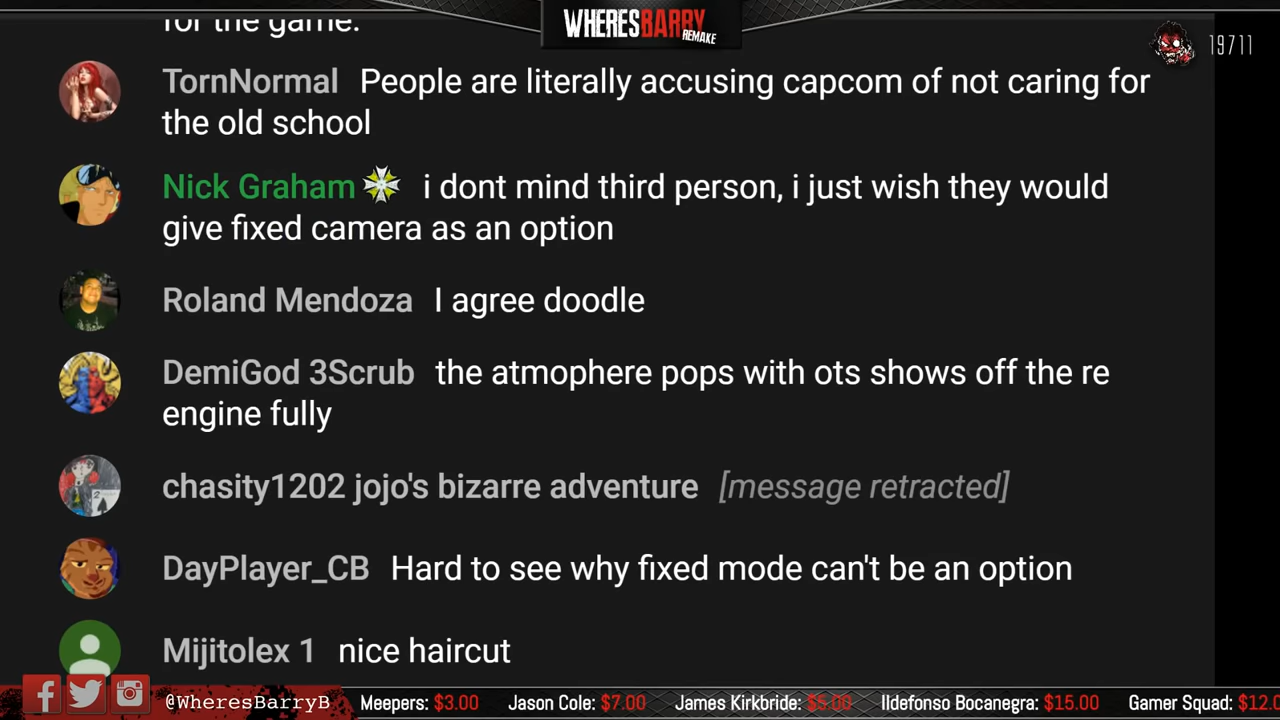 WHERESBARRY
REMAKE
19711
for the game.
TornNormal People are literally accusing capcom of not caring for
the old school
Nick Graham i dont mind third person, i just wish they would
give fixed camera as an option
Roland Mendoza I agree doodle
DemiGod 3Scrub the atmophere pops with ots shows off the re
engine fully
chasity1202 jojo's bizarre adventure [message retracted]
DayPlayer_CB Hard to see why fixed mode can't be an option
Mijitolex 1 nice haircut
@WheresBarryB Meepers: $3.00 Jason Cole: $7.00 James Kirkbride: $5.00 Ildefonso Bocanegra: $15.00 Gamer Squad: $12.0